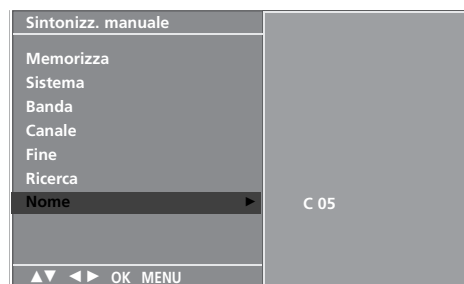 Sintonizz. manuale
Memorizza
Sistema
Banda
Canale
Fine
Ricerca
Nome ► C 05
▲▼ ◄► OK MENU